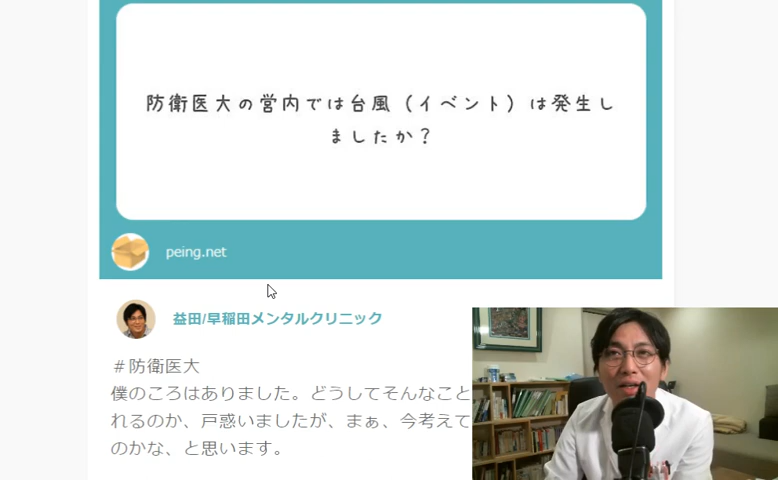 防衛医大の営内では台風（イベント）は発生し
ましたか？
peing.net
益田/早稲田メンタルクリニック
＃防衛医大
僕のころはありました。どうしてそんなこと
れるのか、戸惑いましたが、まぁ、今考えて
のかな、と思います。